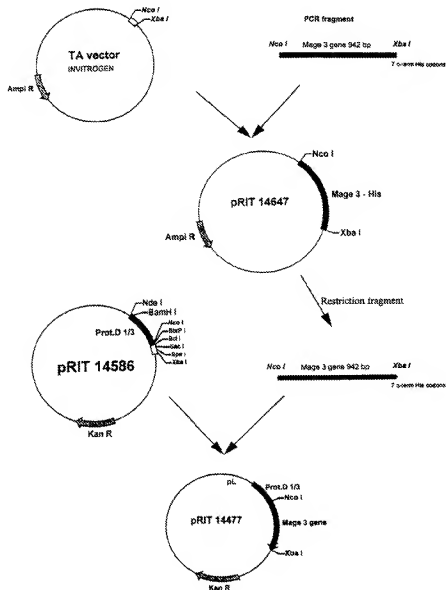 Nco I
Xba I
TA vector
INVITROGEN
Ampi R
PCR fragment
Nco I
Mage 3 gene 942 bp
Xba I
7 c-term His codons
Nco I
pRIT 14647
Mage 3 - His
Xba I
Ampi R
Restriction fragment
Nde I
BamH I
Prot.D 1/3
Nco I
Bcl I
Sac I
Spe I
Xba I
pRIT 14586
Kan R
Nco I
Mage 3 gene 942 bp
Xba I
7 c-term His codons
pL
Prot.D 1/3
Nco I
pRIT 14477
Mage 3 gene
Xba I
Kan R